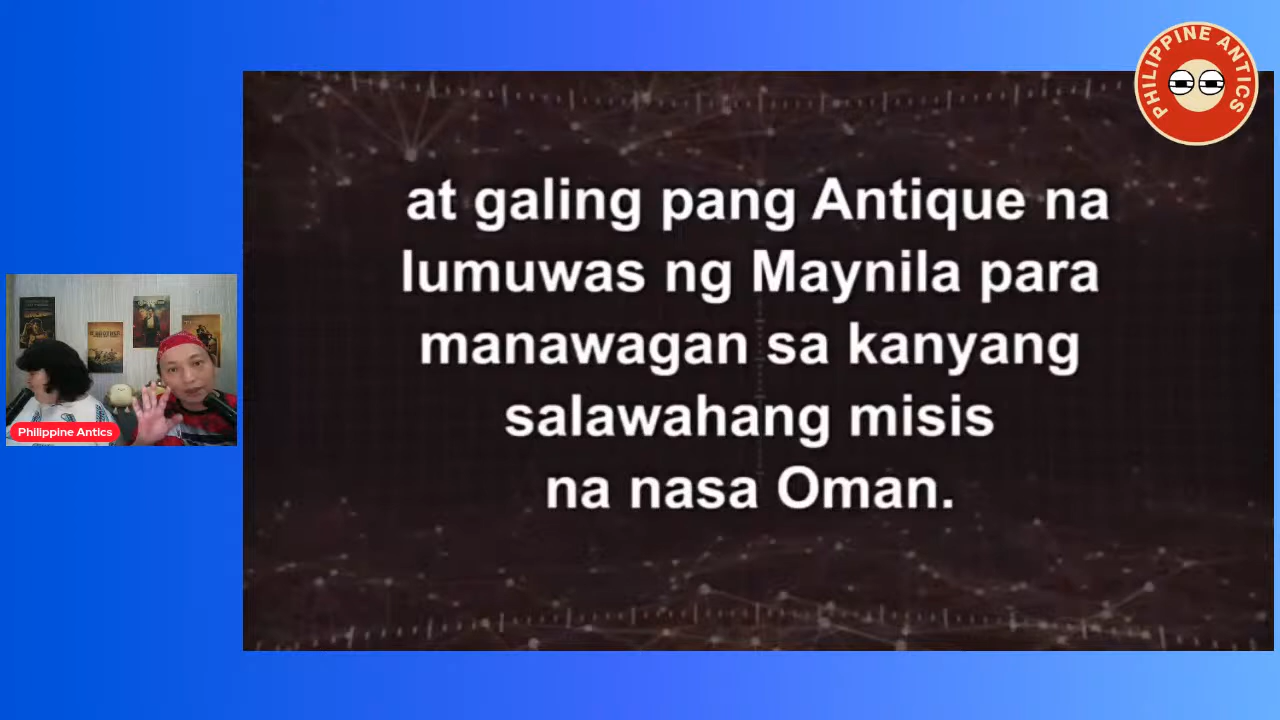 PHILIPPINE ANTICS
at galing pang Antique na
lumuwas ng Maynila para
manawagan sa kanyang
salawahang misis
na nasa Oman.
Philippine Antics